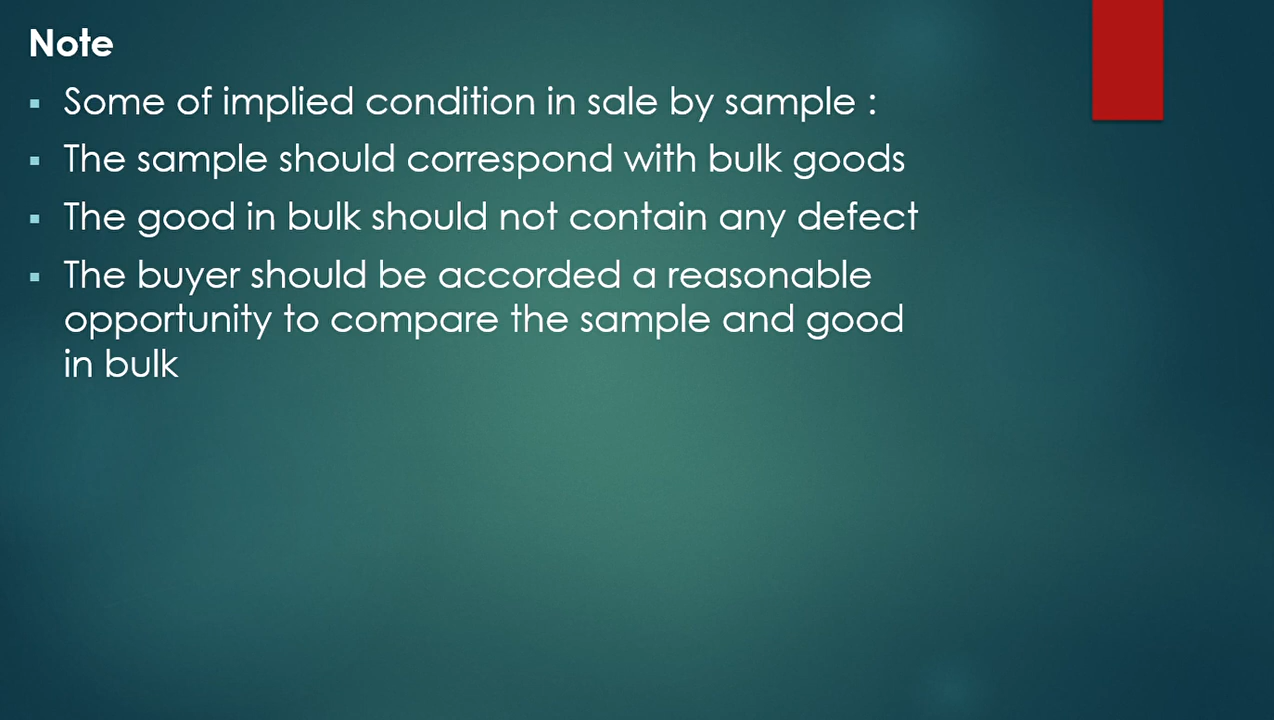 Note
▪ Some of implied condition in sale by sample :
▪ The sample should correspond with bulk goods
▪ The good in bulk should not contain any defect
▪ The buyer should be accorded a reasonable
opportunity to compare the sample and good
in bulk